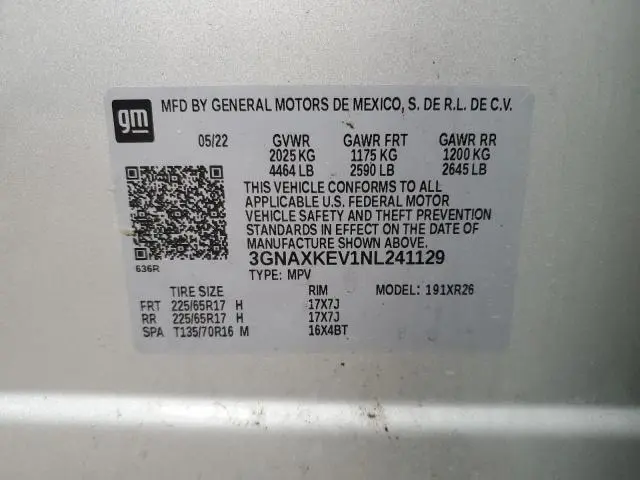 gm
MFD BY GENERAL MOTORS DE MEXICO, S. DE R.L. DE C.V.
05/22 GVWR GAWR FRT GAWR RR
2025 KG 1175 KG 1200 KG
4464 LB 2590 LB 2645 LB
THIS VEHICLE CONFORMS TO ALL
APPLICABLE U.S. FEDERAL MOTOR
VEHICLE SAFETY AND THEFT PREVENTION
STANDARDS IN EFFECT ON THE DATE OF
MANUFACTURE SHOWN ABOVE.
636R
3GNAXKEV1NL241129
TYPE: MPV
TIRE SIZE RIM MODEL: 191XR26
FRT 225/65R17 H 17X7J
RR 225/65R17 H 17X7J
SPA T135/70R16 M 16X4BT